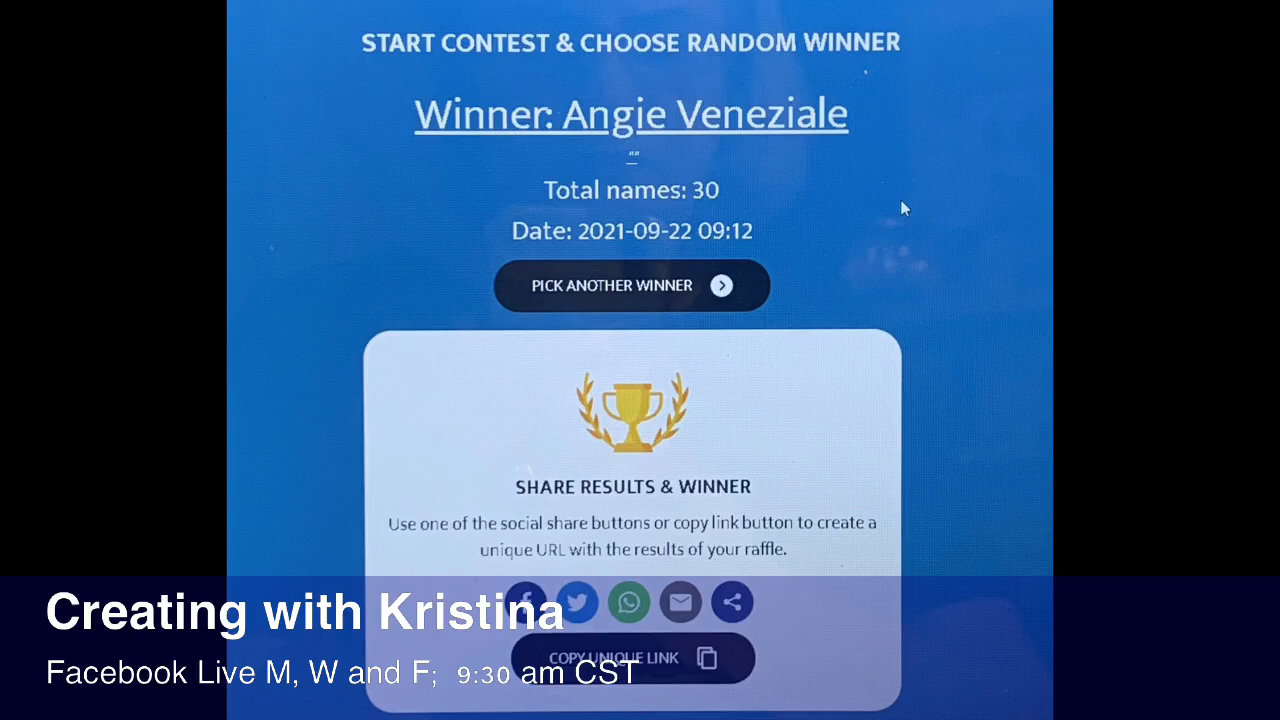 START CONTEST & CHOOSE RANDOM WINNER
Winner: Angie Veneziale
""
Total names: 30
Date: 2021-09-22 09:12
PICK ANOTHER WINNER
SHARE RESULTS & WINNER
Use one of the social share buttons or copy link button to create a
unique URL with the results of your raffle.
Creating with Kristina
COPY UNIQUE LINK
Facebook Live M, W and F;  9:30 am CST